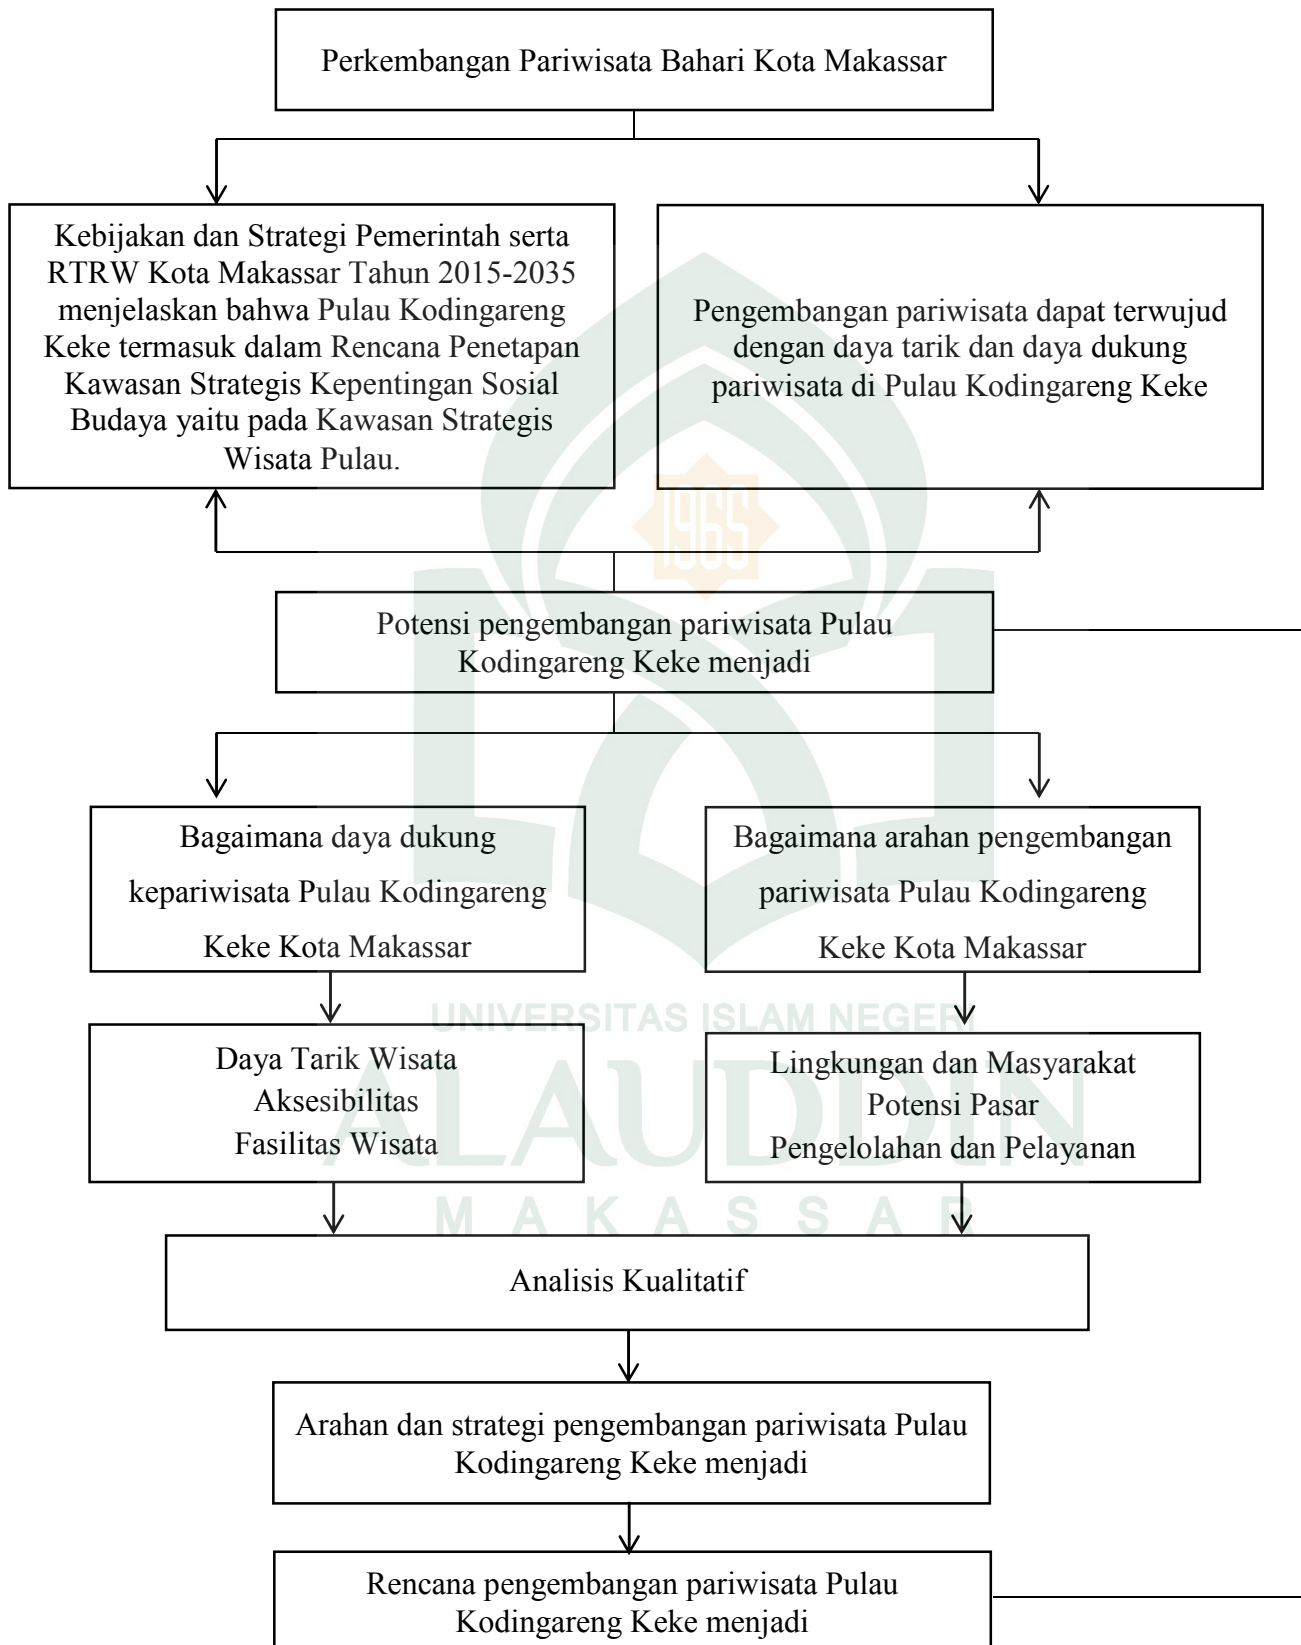 Perkembangan Pariwisata Bahari Kota Makassar
Kebijakan dan Strategi Pemerintah serta
RTRW Kota Makassar Tahun 2015-2035
menjelaskan bahwa Pulau Kodingareng
Keke termasuk dalam Rencana Penetapan
Kawasan Strategis Kepentingan Sosial
Budaya yaitu pada Kawasan Strategis
Wisata Pulau.
Pengembangan pariwisata dapat terwujud
dengan daya tarik dan daya dukung
pariwisata di Pulau Kodingareng Keke
1965
Potensi pengembangan pariwisata Pulau
Kodingareng Keke menjadi
Bagaimana daya dukung
kepariwisata Pulau Kodingareng
Keke Kota Makassar
Bagaimana arahan pengembangan
pariwisata Pulau Kodingareng
Keke Kota Makassar
UNIVERSITAS ISLAM NEGERI
ALAUDDIN
MAKASSAR
Daya Tarik Wisata
Aksesibilitas
Fasilitas Wisata
Lingkungan dan Masyarakat
Potensi Pasar
Pengelolahan dan Pelayanan
Analisis Kualitatif
Arahan dan strategi pengembangan pariwisata Pulau
Kodingareng Keke menjadi
Rencana pengembangan pariwisata Pulau
Kodingareng Keke menjadi